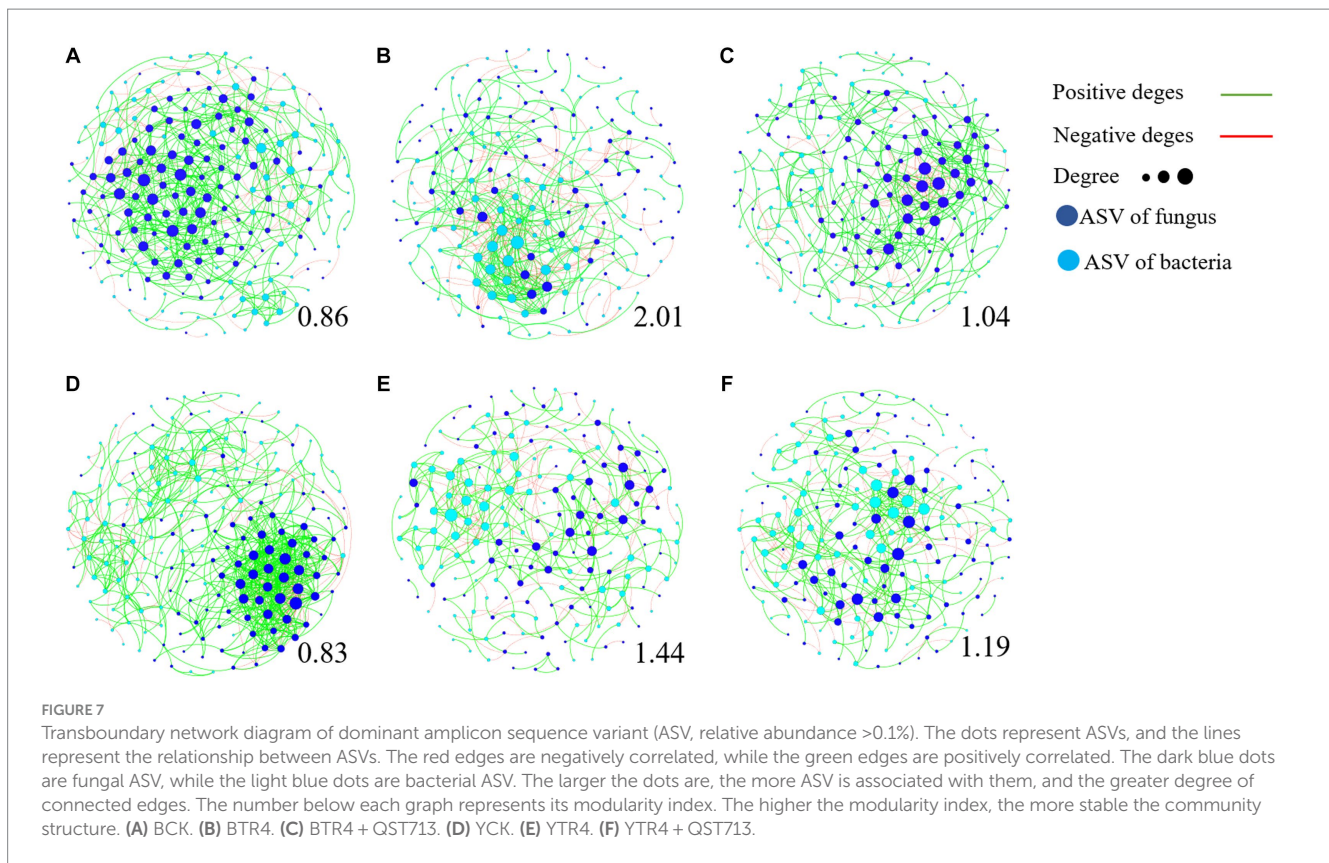 A
B
C
Positive deges
Negative deges
Degree
ASV of fungus
ASV of bacteria
0.86
2.01
1.04
D
E
F
0.83
1.44
1.19
FIGURE 7
Transboundary network diagram of dominant amplicon sequence variant (ASV, relative abundance >0.1%). The dots represent ASVs, and the lines
represent the relationship between ASVs. The red edges are negatively correlated, while the green edges are positively correlated. The dark blue dots
are fungal ASV, while the light blue dots are bacterial ASV. The larger the dots are, the more ASV is associated with them, and the greater degree of
connected edges. The number below each graph represents its modularity index. The higher the modularity index, the more stable the community
structure. (A) BCK. (B) BTR4. (C) BTR4 + QST713. (D) YCK. (E) YTR4. (F) YTR4 + QST713.